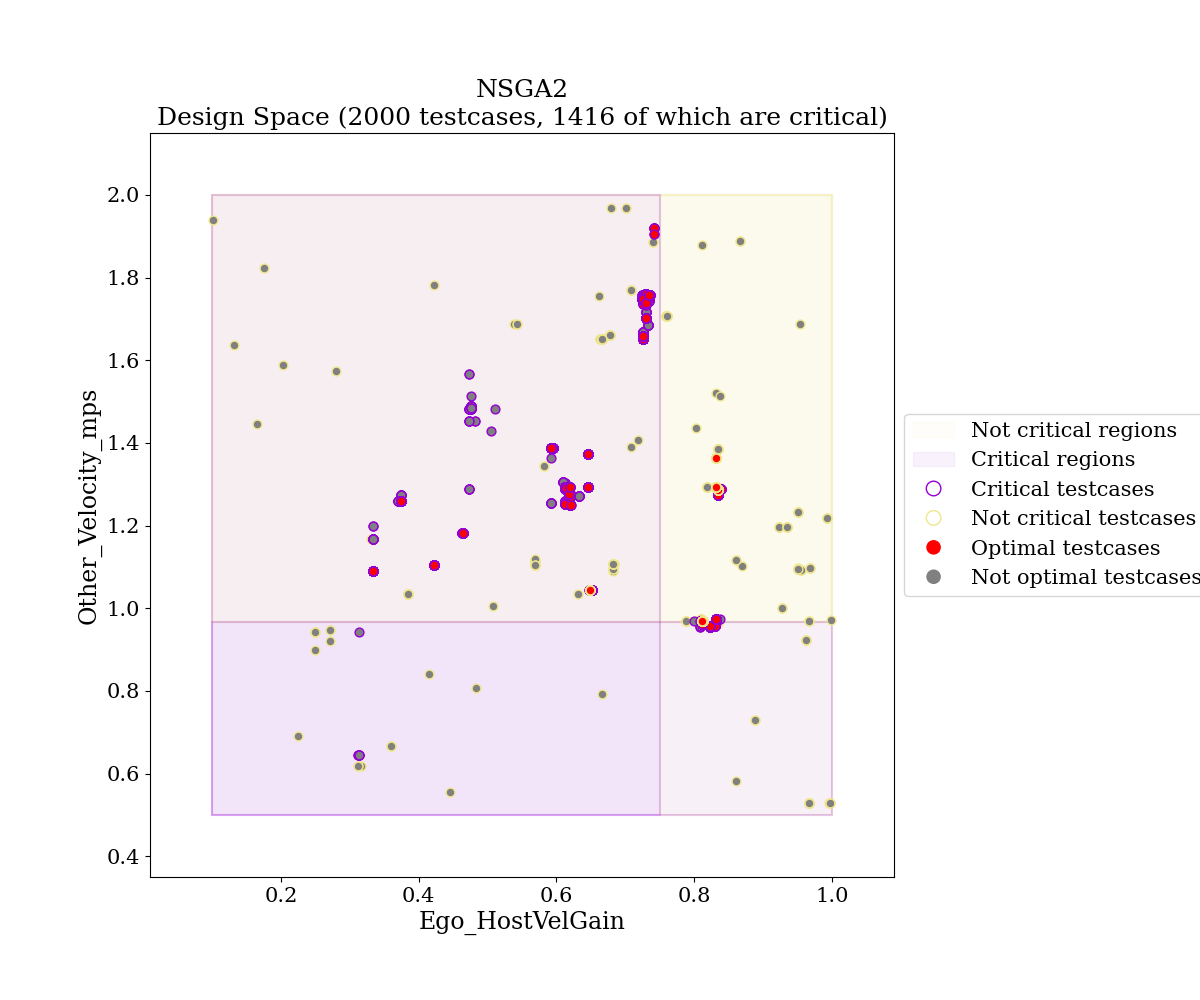 NSGA2
Design Space (2000 testcases, 1416 of which are critical)
Other_Velocity_mps
2.0
1.8
1.6
1.4
1.2
1.0
0.8
0.6
0.4
0.2
0.4
0.6
0.8
1.0
Ego_HostVelGain
Not critical regions
Critical regions
Critical testcases
Not critical testcases
Optimal testcases
Not optimal testcases